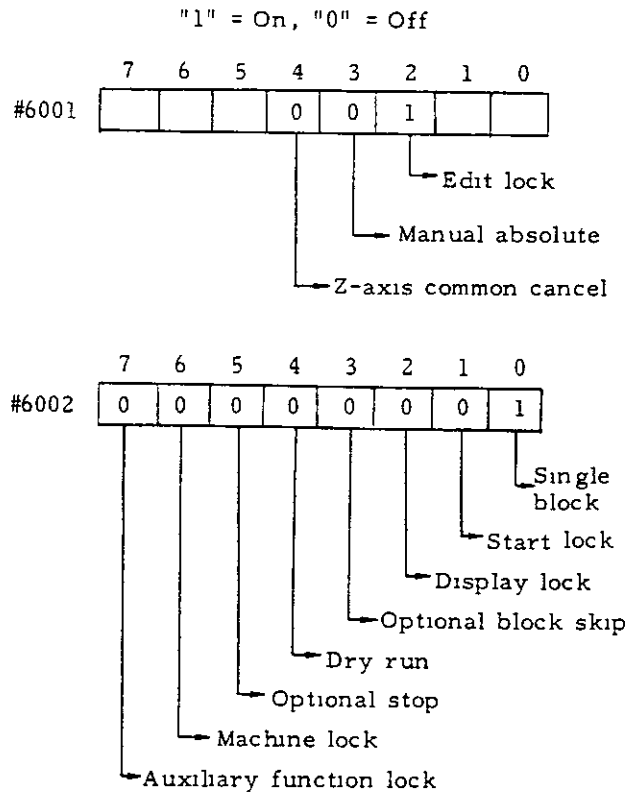 "1" = On, "0" = Off
7 6 5 4 3 2 1 0
#6001 0 0 1
Edit lock
Manual absolute
Z-axis common cancel
7 6 5 4 3 2 1 0
#6002 0 0 0 0 0 0 0 1
Single
block
Start lock
Display lock
Optional block skip
Dry run
Optional stop
Machine lock
Auxiliary function lock